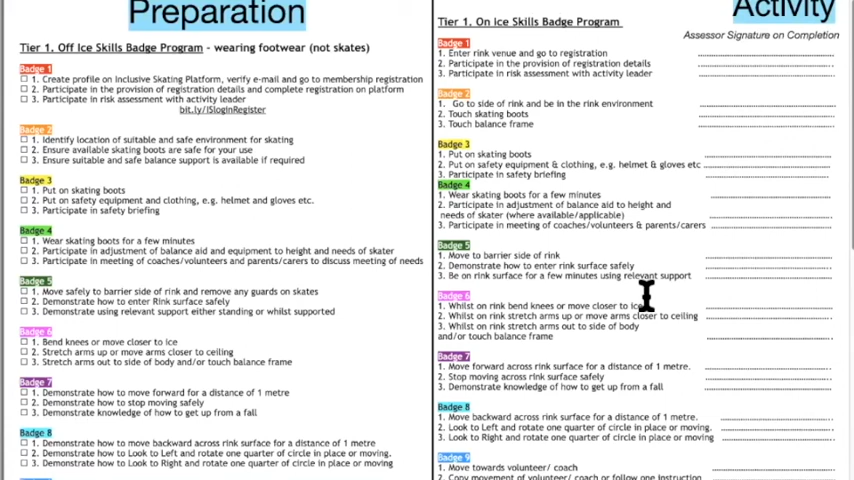 Preparation
Tier 1. Off Ice Skills Badge Program - wearing footwear (not skates)
Badge 1
☐ 1. Create profile on Inclusive Skating Platform, verify e-mail and go to membership registration
☐ 2. Participate in the provision of registration details and complete registration on platform
☐ 3. Participate in risk assessment with activity leader
bit.ly/ISloginRegister
Badge 2
☐ 1. Identify location of suitable and safe environment for skating
☐ 2. Ensure available skating boots are safe for your use
☐ 3. Ensure suitable and safe balance support is available if required
Badge 3
☐ 1. Put on skating boots
☐ 2. Put on safety equipment and clothing, e.g. helmet and gloves etc.
☐ 3. Participate in safety briefing
Badge 4
☐ 1. Wear skating boots for a few minutes
☐ 2. Participate in adjustment of balance aid and equipment to height and needs of skater
☐ 3. Participate in meeting of coaches/volunteers and parents/carers to discuss meeting of needs
Badge 5
☐ 1. Move safely to barrier side of rink and remove any guards on skates
☐ 2. Demonstrate how to enter Rink surface safely
☐ 3. Demonstrate using relevant support either standing or whilst supported
Badge 6
☐ 1. Bend knees or move closer to ice
☐ 2. Stretch arms up or move arms closer to ceiling
☐ 3. Stretch arms out to side of body and/or touch balance frame
Badge 7
☐ 1. Demonstrate how to move forward for a distance of 1 metre
☐ 2. Demonstrate how to stop moving safely
☐ 3. Demonstrate knowledge of how to get up from a fall
Badge 8
☐ 1. Demonstrate how to move backward across rink surface for a distance of 1 metre
☐ 2. Demonstrate how to Look to Left and rotate one quarter of circle in place or moving.
☐ 3. Demonstrate how to Look to Right and rotate one quarter of circle in place or moving
Activity
Tier 1. On Ice Skills Badge Program
Assessor Signature on Completion
Badge 1
1. Enter rink venue and go to registration
2. Participate in the provision of registration details
3. Participate in risk assessment with activity leader
Badge 2
1. Go to side of rink and be in the rink environment
2. Touch skating boots
3. Touch balance frame
Badge 3
1. Put on skating boots
2. Put on safety equipment & clothing, e.g. helmet & gloves etc
3. Participate in safety briefing
Badge 4
1. Wear skating boots for a few minutes
2. Participate in adjustment of balance aid to height and
needs of skater (where available/applicable)
3. Participate in meeting of coaches/volunteers & parents/carers
Badge 5
1. Move to barrier side of rink
2. Demonstrate how to enter rink surface safely
3. Be on rink surface for a few minutes using relevant support
Badge 6
1. Whilst on rink bend knees or move closer to ice
2. Whilst on rink stretch arms up or move arms closer to ceiling
3. Whilst on rink stretch arms out to side of body
and/or touch balance frame
Badge 7
1. Move forward across rink surface for a distance of 1 metre.
2. Stop moving across rink surface safely
3. Demonstrate knowledge of how to get up from a fall
Badge 8
1. Move backward across rink surface for a distance of 1 metre.
2. Look to Left and rotate one quarter of circle in place or moving.
3. Look to Right and rotate one quarter of circle in place or moving
Badge 9
1. Move towards volunteer/ coach
2. Copy movement of volunteer/ coach or follow one instruction